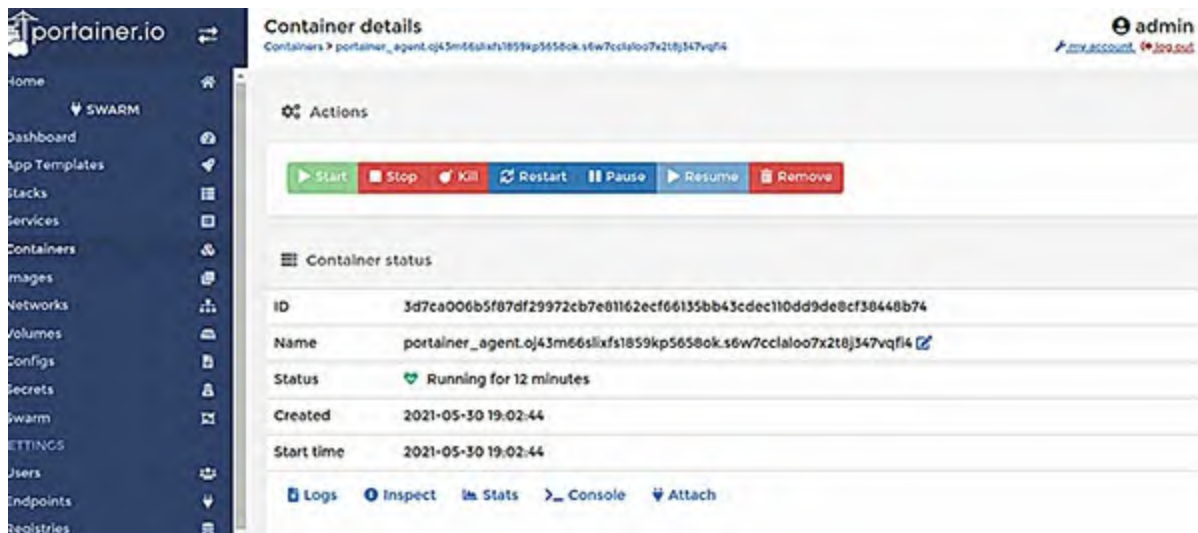 portainer.io
Home
SWARM
Dashboard
App Templates
Stacks
Services
Containers
Images
Networks
Volumes
Configs
Secrets
Swarm
SETTINGS
Users
Endpoints
Registries
Container details
Containers > portainer_agent.oj43m66slixfs1859kp5658ok.s6w7cclaloo7x2t8j347vqfi4
admin
my account log out
Actions
Start Stop Kill Restart Pause Resume Remove
Container status
ID 3d7ca006b5f87df29972cb7e81162ecf66135bb43cdec110dd9de8cf38448b74
Name portainer_agent.oj43m66slixfs1859kp5658ok.s6w7cclaloo7x2t8j347vqfi4
Status Running for 12 minutes
Created 2021-05-30 19:02:44
Start time 2021-05-30 19:02:44
Logs Inspect Stats >_ Console Attach